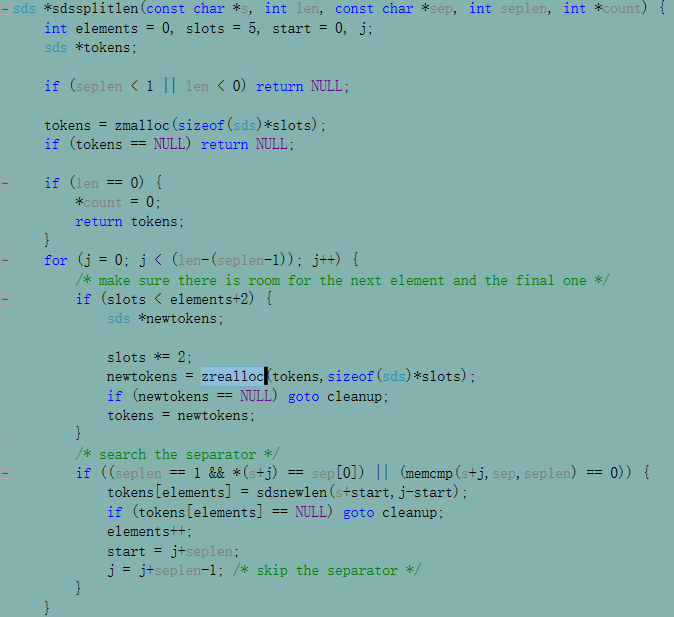 sds *sdssplitlen(const char *s, int len, const char *sep, int seplen, int *count) {
    int elements = 0, slots = 5, start = 0, j;
    sds *tokens;

    if (seplen < 1 || len < 0) return NULL;

    tokens = zmalloc(sizeof(sds)*slots);
    if (tokens == NULL) return NULL;

    if (len == 0) {
        *count = 0;
        return tokens;
    }
    for (j = 0; j < (len-(seplen-1)); j++) {
        /* make sure there is room for the next element and the final one */
        if (slots < elements+2) {
            sds *newtokens;

            slots *= 2;
            newtokens = zrealloc(tokens,sizeof(sds)*slots);
            if (newtokens == NULL) goto cleanup;
            tokens = newtokens;
        }
        /* search the separator */
        if ((seplen == 1 && *(s+j) == sep[0]) || (memcmp(s+j,sep,seplen) == 0)) {
            tokens[elements] = sdsnewlen(s+start,j-start);
            if (tokens[elements] == NULL) goto cleanup;
            elements++;
            start = j+seplen;
            j = j+seplen-1; /* skip the separator */
        }
    }